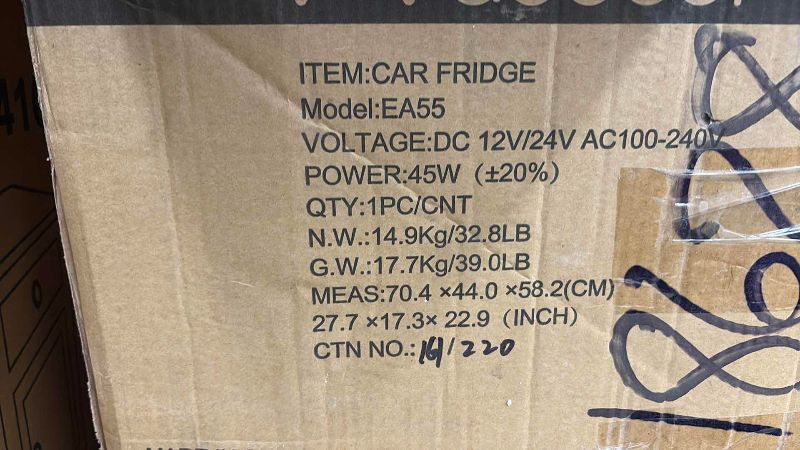 ITEM:CAR FRIDGE
Model:EA55
VOLTAGE:DC 12V/24V AC100-240V
POWER:45W (±20%)
QTY:1PC/CNT
N.W.:14.9Kg/32.8LB
G.W.:17.7Kg/39.0LB
MEAS:70.4 ×44.0 ×58.2(CM)
27.7 ×17.3× 22.9 (INCH)
CTN NO.:161/220